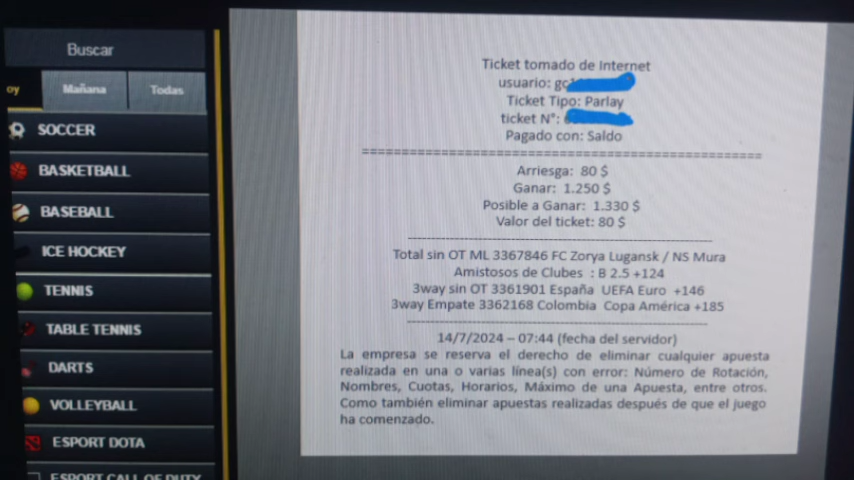 Buscar
oy
Mañana
Todas
SOCCER
BASKETBALL
BASEBALL
ICE HOCKEY
TENNIS
TABLE TENNIS
DARTS
VOLLEYBALL
ESPORT DOTA
ESPORT CALL OF DUTY
Ticket tomado de Internet
usuario: gc
Ticket Tipo: Parlay
ticket N°:
Pagado con: Saldo
================================================
Arriesga: 80 $
Ganar: 1.250 $
Posible a Ganar: 1.330 $
Valor del ticket: 80 $
------------------------------------------------
Total sin OT ML 3367846 FC Zorya Lugansk / NS Mura
Amistosos de Clubes : B 2.5 +124
3way sin OT 3361901 España UEFA Euro +146
3way Empate 3362168 Colombia Copa América +185
------------------------------------------------
14/7/2024 – 07:44 (fecha del servidor)
La empresa se reserva el derecho de eliminar cualquier apuesta
realizada en una o varias línea(s) con error: Número de Rotación,
Nombres, Cuotas, Horarios, Máximo de una Apuesta, entre otros.
Como también eliminar apuestas realizadas después de que el juego
ha comenzado.